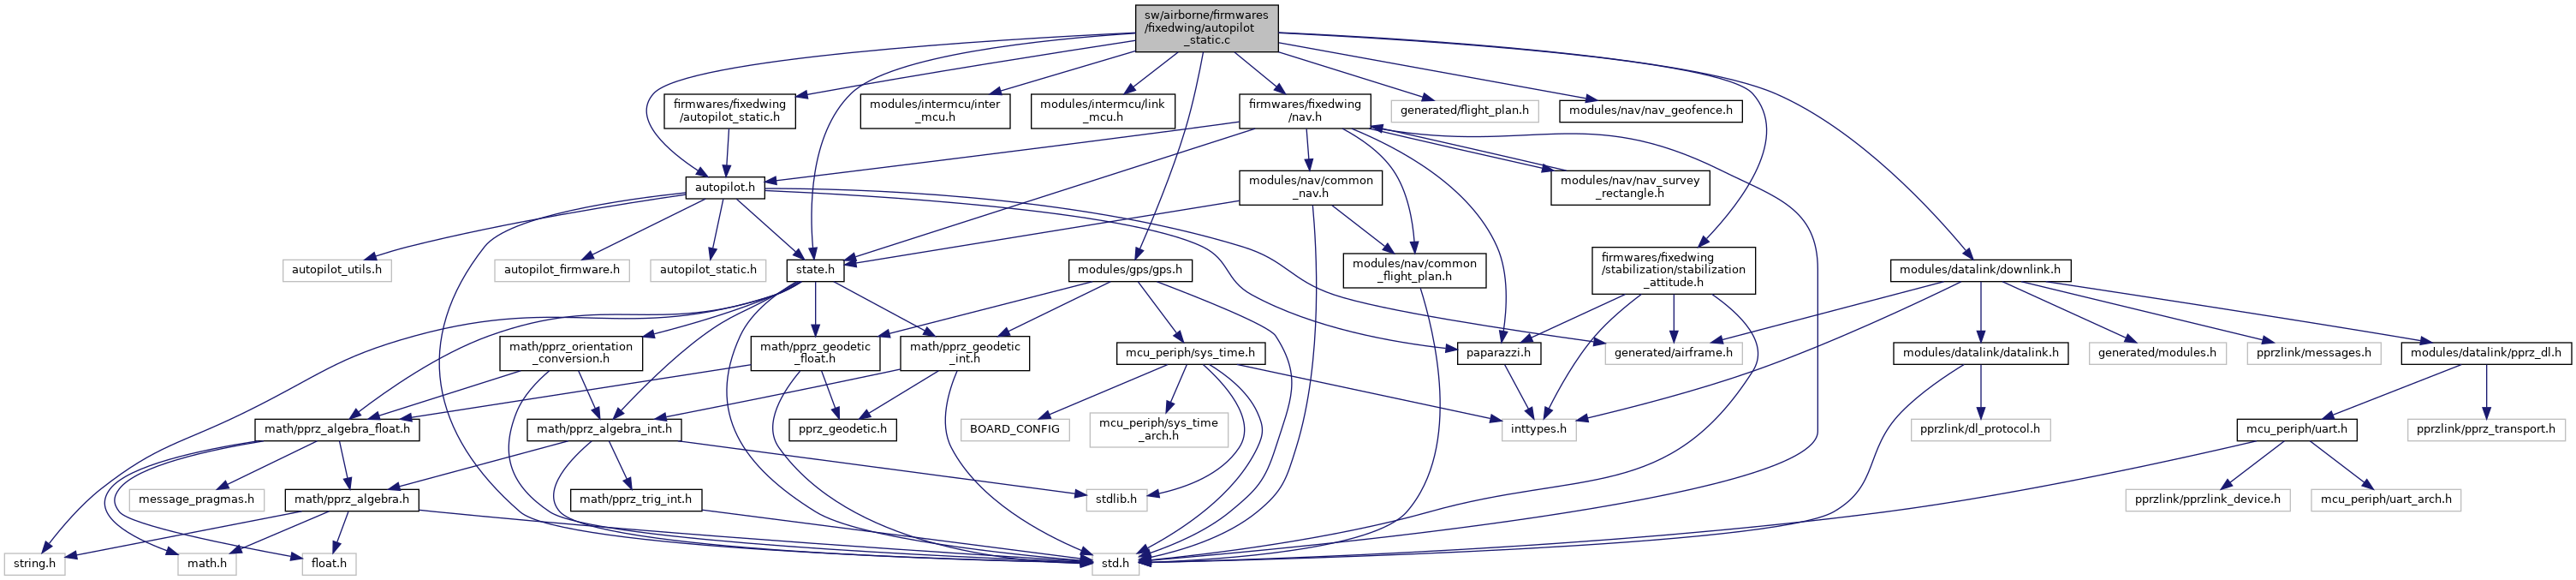 sw/airborne/firmwares
/fixedwing/autopilot
_static.c
firmwares/fixedwing
/autopilot_static.h
modules/intermcu/inter
_mcu.h
modules/intermcu/link
_mcu.h
firmwares/fixedwing
/nav.h
generated/flight_plan.h
modules/nav/nav_geofence.h
autopilot.h
modules/nav/common
_nav.h
modules/nav/nav_survey
_rectangle.h
autopilot_utils.h
autopilot_firmware.h
autopilot_static.h
state.h
modules/gps/gps.h
modules/nav/common
_flight_plan.h
firmwares/fixedwing
/stabilization/stabilization
_attitude.h
modules/datalink/downlink.h
math/pprz_orientation
_conversion.h
math/pprz_geodetic
_float.h
math/pprz_geodetic
_int.h
mcu_periph/sys_time.h
paparazzi.h
generated/airframe.h
modules/datalink/datalink.h
generated/modules.h
pprzlink/messages.h
modules/datalink/pprz_dl.h
math/pprz_algebra_float.h
math/pprz_algebra_int.h
pprz_geodetic.h
BOARD_CONFIG
mcu_periph/sys_time
_arch.h
inttypes.h
pprzlink/dl_protocol.h
mcu_periph/uart.h
pprzlink/pprz_transport.h
message_pragmas.h
math/pprz_algebra.h
math/pprz_trig_int.h
stdlib.h
pprzlink/pprzlink_device.h
mcu_periph/uart_arch.h
string.h
math.h
float.h
std.h